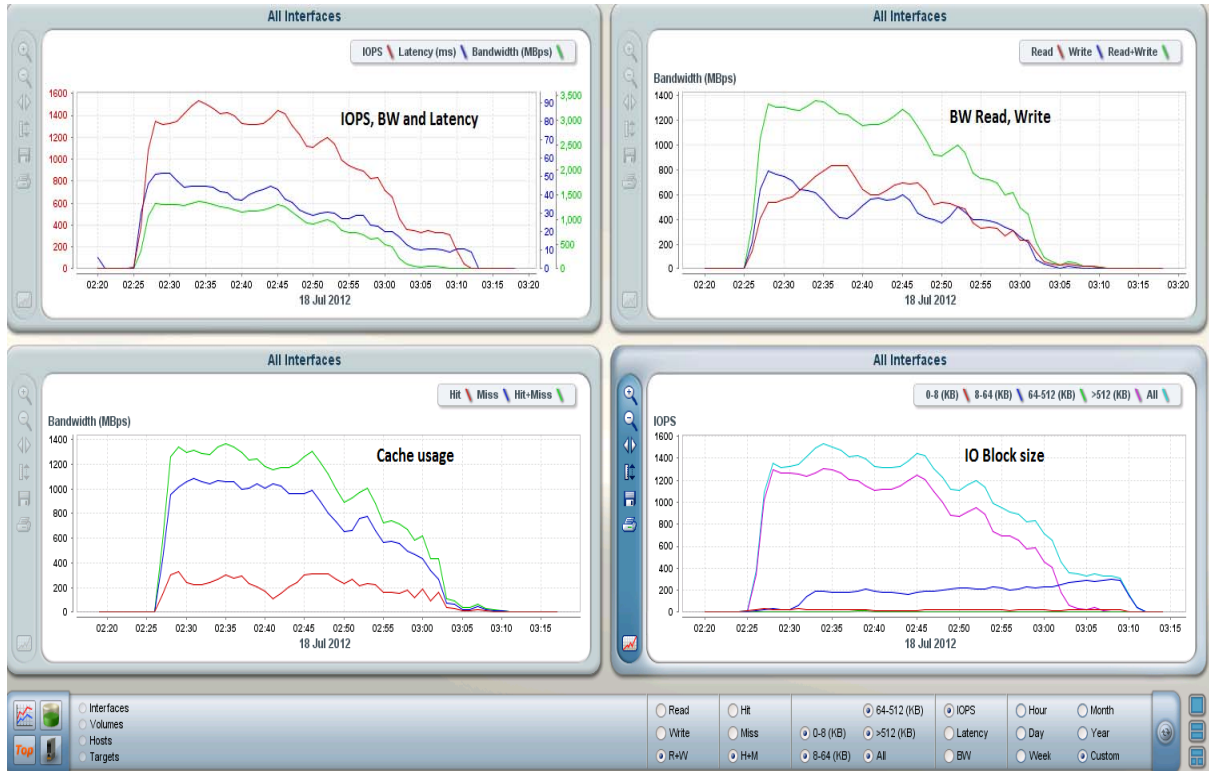 All Interfaces
IOPS Latency (ms) Bandwidth (MBps)
1600
1400
1200
1000
800
600
400
200
0
90
80
70
60
50
40
30
20
10
0
3,500
3,000
2,500
2,000
1,500
1,000
500
0
IOPS, BW and Latency
02:20 02:25 02:30 02:35 02:40 02:45 02:50 02:55 03:00 03:05 03:10 03:15 03:20
18 Jul 2012
All Interfaces
Read Write Read+Write
Bandwidth (MBps)
1400
1200
1000
800
600
400
200
0
BW Read, Write
02:20 02:25 02:30 02:35 02:40 02:45 02:50 02:55 03:00 03:05 03:10 03:15 03:20
18 Jul 2012
All Interfaces
Hit Miss Hit+Miss
Bandwidth (MBps)
1400
1200
1000
800
600
400
200
0
Cache usage
02:20 02:25 02:30 02:35 02:40 02:45 02:50 02:55 03:00 03:05 03:10 03:15
18 Jul 2012
All Interfaces
0-8 (KB) 8-64 (KB) 64-512 (KB) >512 (KB) All
IOPS
1600
1400
1200
1000
800
600
400
200
0
IO Block size
02:20 02:25 02:30 02:35 02:40 02:45 02:50 02:55 03:00 03:05 03:10 03:15
18 Jul 2012
Top
Interfaces
Volumes
Hosts
Targets
Read Hit 64-512 (KB) IOPS Hour Month
Write Miss 0-8 (KB) >512 (KB) Latency Day Year
R+W H+M 8-64 (KB) All BW Week Custom